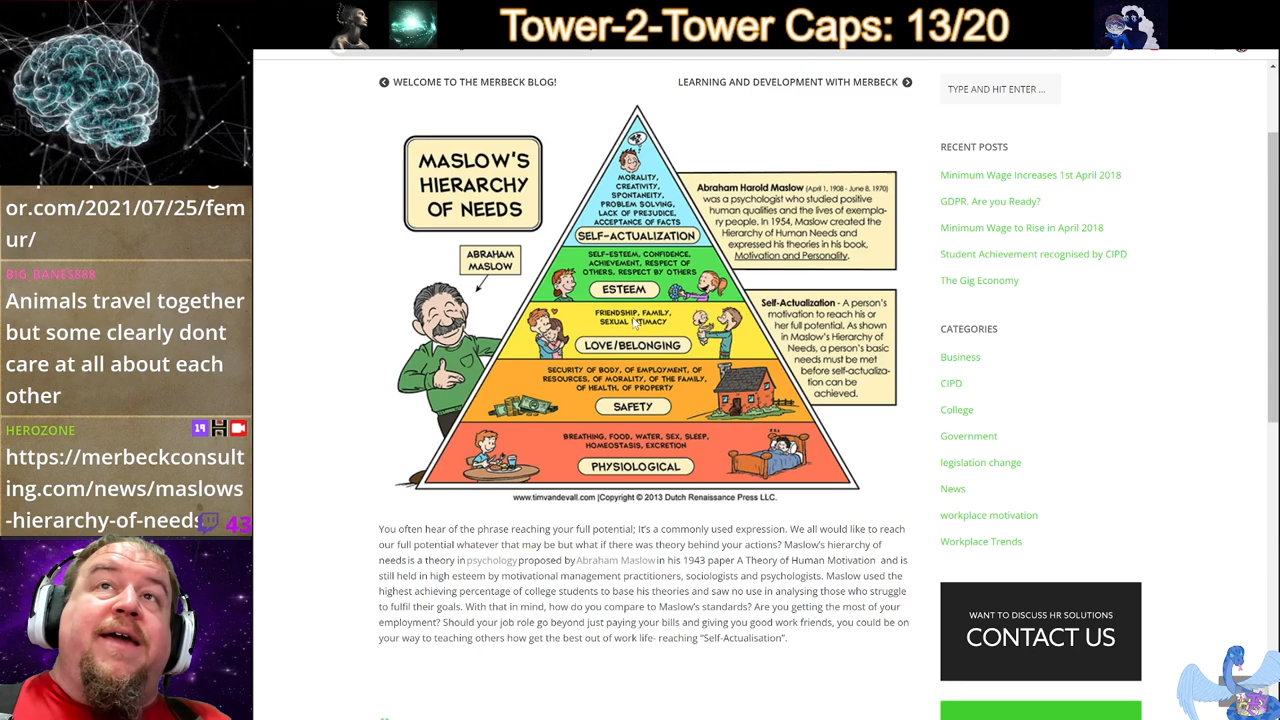 Tower-2-Tower Caps: 13/20
or.com/2021/07/25/fem
ur/
BIG_BANES888
Animals travel together
but some clearly dont
care at all about each
other
HEROZONE
19
https://merbeckconsult
ing.com/news/maslows
-hierarchy-of-needs
43
WELCOME TO THE MERBECK BLOG!
LEARNING AND DEVELOPMENT WITH MERBECK
MASLOW'S
HIERARCHY
OF NEEDS
ABRAHAM
MASLOW
MORALITY,
CREATIVITY,
SPONTANEITY,
PROBLEM SOLVING,
LACK OF PREJUDICE,
ACCEPTANCE OF FACTS
SELF-ACTUALIZATION
SELF-ESTEEM, CONFIDENCE,
ACHIEVEMENT, RESPECT OF
OTHERS, RESPECT BY OTHERS
ESTEEM
FRIENDSHIP, FAMILY,
SEXUAL INTIMACY
LOVE/BELONGING
SECURITY OF BODY, OF EMPLOYMENT, OF
RESOURCES, OF MORALITY, OF THE FAMILY,
OF HEALTH, OF PROPERTY
SAFETY
BREATHING, FOOD, WATER, SEX, SLEEP,
HOMEOSTASIS, EXCRETION
PHYSIOLOGICAL
Abraham Harold Maslow (April 1, 1908 - June 8, 1970)
was a psychologist who studied positive
human qualities and the lives of exempla-
ry people. In 1954, Maslow created the
Hierarchy of Human Needs and
expressed his theories in his book,
Motivation and Personality.
Self-Actualization - A person's
motivation to reach his or
her full potential. As shown
in Maslow's Hierarchy of
Needs, a person's basic
needs must be met
before self-actualiza-
tion can be
achieved.
www.timvandevall.com | Copyright © 2013 Dutch Renaissance Press LLC.
You often hear of the phrase reaching your full potential; It's a commonly used expression. We all would like to reach
our full potential whatever that may be but what if there was theory behind your actions? Maslow's hierarchy of
needs is a theory in psychology proposed by Abraham Maslow in his 1943 paper A Theory of Human Motivation and is
still held in high esteem by motivational management practitioners, sociologists and psychologists. Maslow used the
highest achieving percentage of college students to base his theories and saw no use in analysing those who struggle
to fulfil their goals. With that in mind, how do you compare to Maslow's standards? Are you getting the most of your
employment? Should your job role go beyond just paying your bills and giving you good work friends, you could be on
your way to teaching others how get the best out of work life- reaching "Self-Actualisation".
TYPE AND HIT ENTER ...
RECENT POSTS
Minimum Wage Increases 1st April 2018
GDPR. Are you Ready?
Minimum Wage to Rise in April 2018
Student Achievement recognised by CIPD
The Gig Economy
CATEGORIES
Business
CIPD
College
Government
legislation change
News
workplace motivation
Workplace Trends
WANT TO DISCUSS HR SOLUTIONS
CONTACT US